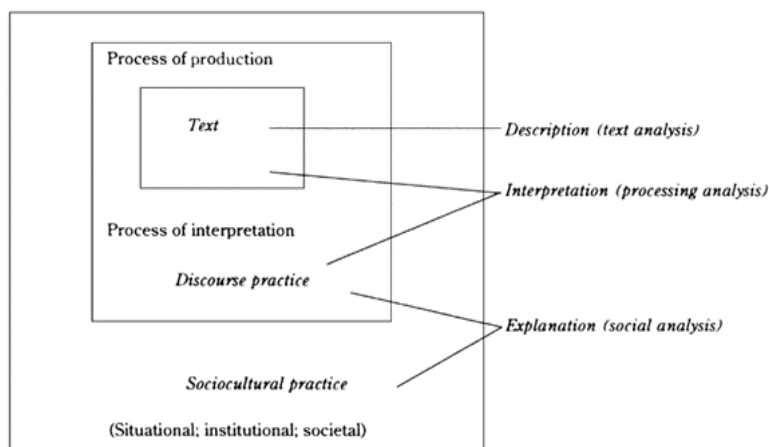 Process of production
Text
Description (text analysis)
Interpretation (processing analysis)
Process of interpretation
Discourse practice
Explanation (social analysis)
Sociocultural practice
(Situational; institutional; societal)